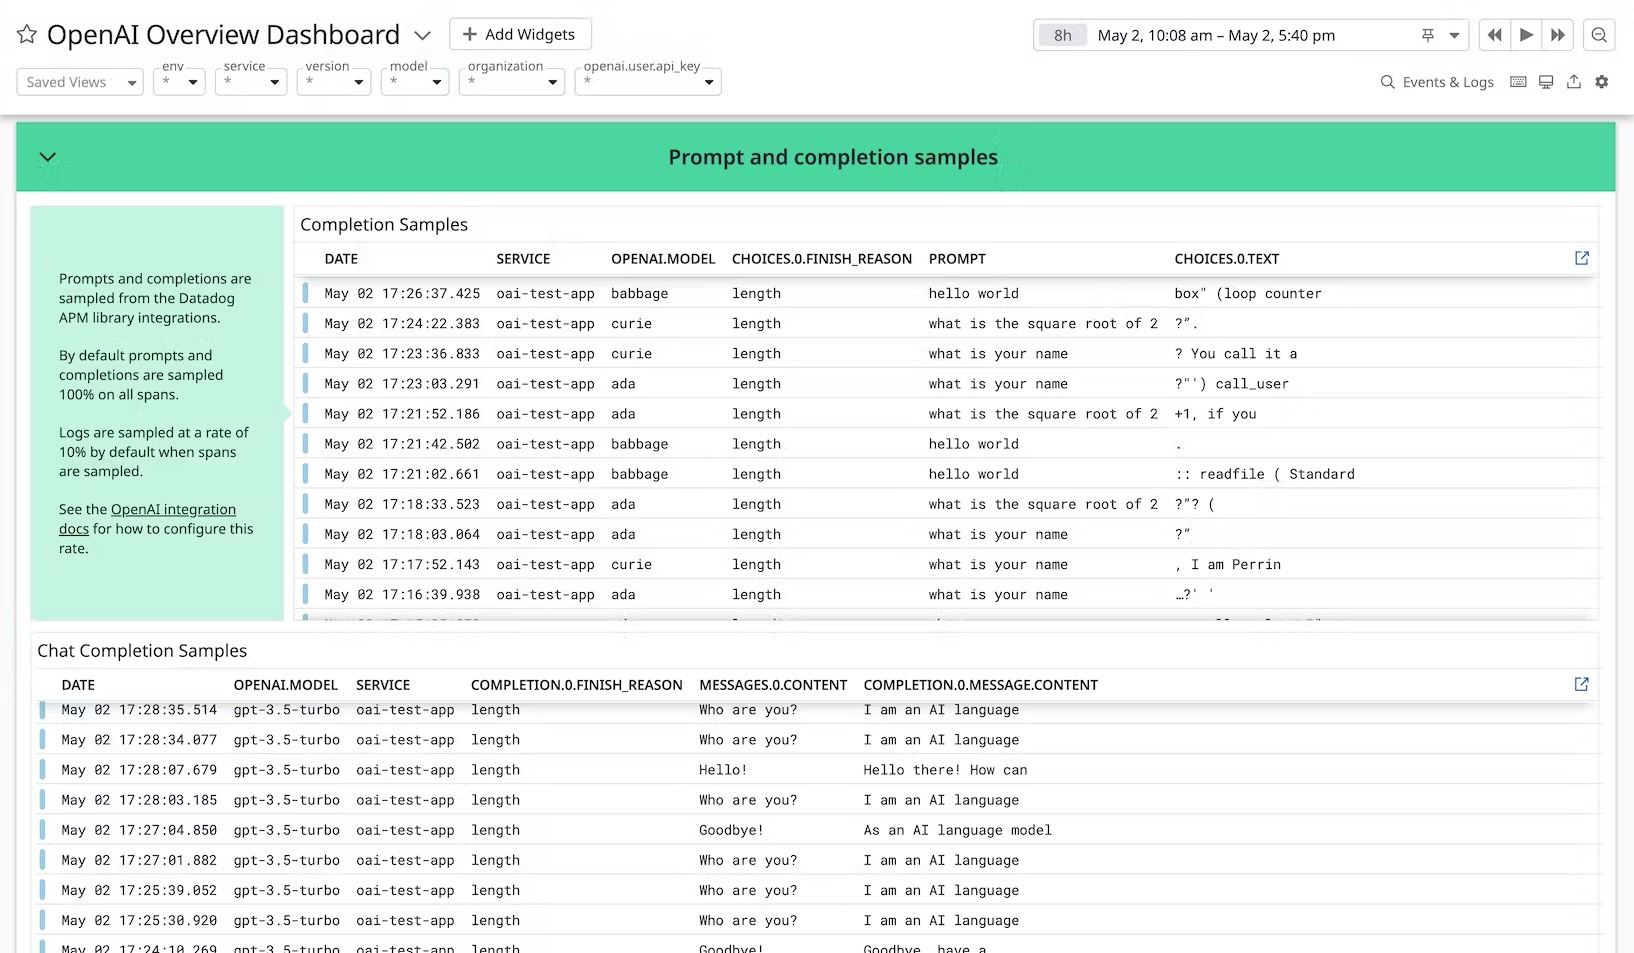 OpenAI Overview Dashboard
Add Widgets
8h May 2, 10:08 am – May 2, 5:40 pm
Saved Views
env *
service *
version *
model *
organization *
openai.user.api_key *
Events & Logs
Prompt and completion samples
Prompts and completions are
sampled from the Datadog
APM library integrations.
By default prompts and
completions are sampled
100% on all spans.
Logs are sampled at a rate of
10% by default when spans
are sampled.
See the OpenAI integration
docs for how to configure this
rate.
Completion Samples
DATE SERVICE OPENAI.MODEL CHOICES.0.FINISH_REASON PROMPT CHOICES.0.TEXT
May 02 17:26:37.425 oai-test-app babbage length hello world box" (loop counter
May 02 17:24:22.383 oai-test-app curie length what is the square root of 2 ?”.
May 02 17:23:36.833 oai-test-app curie length what is your name ? You call it a
May 02 17:23:03.291 oai-test-app ada length what is your name ?"') call_user
May 02 17:21:52.186 oai-test-app ada length what is the square root of 2 +1, if you
May 02 17:21:42.502 oai-test-app babbage length hello world .
May 02 17:21:02.661 oai-test-app babbage length hello world :: readfile ( Standard
May 02 17:18:33.523 oai-test-app ada length what is the square root of 2 ?”? (
May 02 17:18:03.064 oai-test-app ada length what is your name ?”
May 02 17:17:52.143 oai-test-app curie length what is your name , I am Perrin
May 02 17:16:39.938 oai-test-app ada length what is your name …?' '
Chat Completion Samples
DATE OPENAI.MODEL SERVICE COMPLETION.0.FINISH_REASON MESSAGES.0.CONTENT COMPLETION.0.MESSAGE.CONTENT
May 02 17:28:35.514 gpt-3.5-turbo oai-test-app length Who are you? I am an AI language
May 02 17:28:34.077 gpt-3.5-turbo oai-test-app length Who are you? I am an AI language
May 02 17:28:07.679 gpt-3.5-turbo oai-test-app length Hello! Hello there! How can
May 02 17:28:03.185 gpt-3.5-turbo oai-test-app length Who are you? I am an AI language
May 02 17:27:04.850 gpt-3.5-turbo oai-test-app length Goodbye! As an AI language model
May 02 17:27:01.882 gpt-3.5-turbo oai-test-app length Who are you? I am an AI language
May 02 17:25:39.052 gpt-3.5-turbo oai-test-app length Who are you? I am an AI language
May 02 17:25:30.920 gpt-3.5-turbo oai-test-app length Who are you? I am an AI language
May 02 17:24:10.269 gpt-3.5-turbo oai-test-app length Goodbye! Goodbye, have a